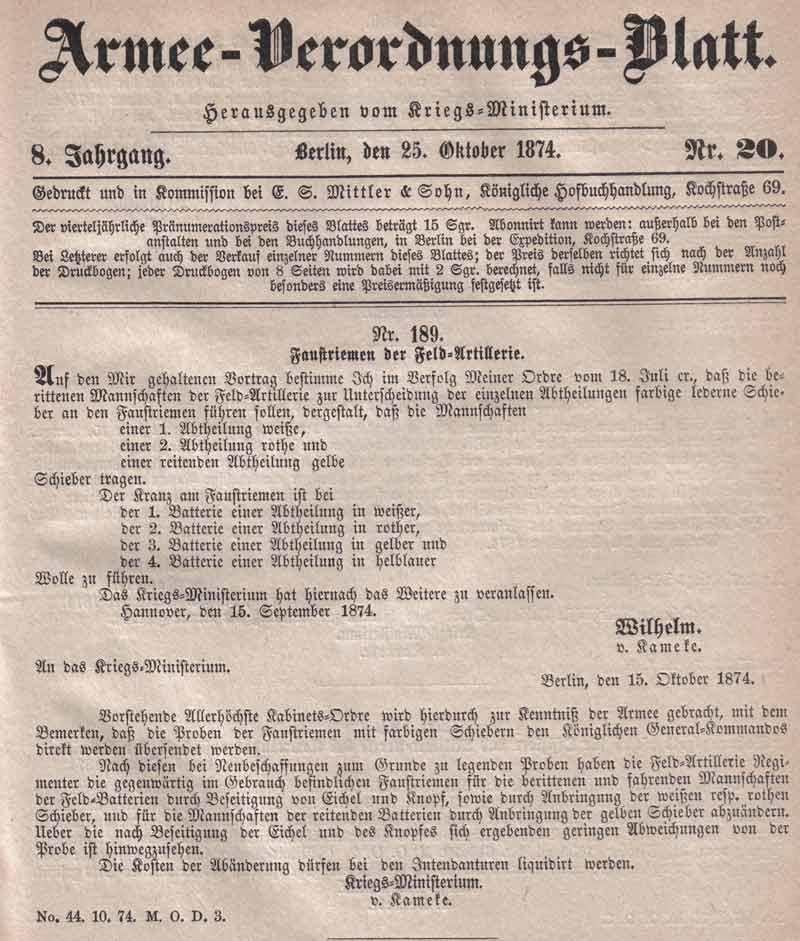 Armee-Verordnungs-Blatt.
Herausgegeben vom Kriegs-Ministerium.
8. Jahrgang. Berlin, den 25. Oktober 1874. Nr. 20.
Gedruckt und in Kommission bei E. S. Mittler & Sohn, Königliche Hofbuchhandlung, Kochstraße 69.
Der vierteljährliche Pränumerationspreis dieses Blattes beträgt 15 Sgr. Abonnirt kann werden: außerhalb bei den Post-
anstalten und bei den Buchhandlungen, in Berlin bei der Expedition, Kochstraße 69.
Bei Letzterer erfolgt auch der Verkauf einzelner Nummern dieses Blattes; der Preis derselben richtet sich nach der Anzahl
der Druckbogen; jeder Druckbogen von 8 Seiten wird dabei mit 2 Sgr. berechnet, falls nicht für einzelne Nummern noch
besonders eine Preisermäßigung festgesetzt ist.
Nr. 189.
Faustriemen der Feld-Artillerie.
Auf den Mir gehaltenen Vortrag bestimme Ich im Verfolg Meiner Ordre vom 18. Juli cr., daß die be-
rittenen Mannschaften der Feld-Artillerie zur Unterscheidung der einzelnen Abtheilungen farbige lederne Schie-
ber an den Faustriemen führen sollen, dergestalt, daß die Mannschaften
einer 1. Abtheilung weiße,
einer 2. Abtheilung rothe und
einer reitenden Abtheilung gelbe
Schieber tragen.
Der Kranz am Faustriemen ist bei
der 1. Batterie einer Abtheilung in weißer,
der 2. Batterie einer Abtheilung in rother,
der 3. Batterie einer Abtheilung in gelber und
der 4. Batterie einer Abtheilung in helblauer
Wolle zu führen.
Das Kriegs-Ministerium hat hiernach das Weitere zu veranlassen.
Hannover, den 15. September 1874.
Wilhelm.
v. Kameke.
An das Kriegs-Ministerium.
Berlin, den 15. Oktober 1874.
Vorstehende Allerhöchste Kabinets-Ordre wird hierdurch zur Kenntniß der Armee gebracht, mit dem
Bemerken, daß die Proben der Faustriemen mit farbigen Schiebern den Königlichen General-Kommandos
direkt werden übersendet werden.
Nach diesen bei Neubeschaffungen zum Grunde zu legenden Proben haben die Feld-Artillerie Regi-
menter die gegenwärtig im Gebrauch befindlichen Faustriemen für die berittenen und fahrenden Mannschaften
der Feld-Batterien durch Beseitigung von Eichel und Knopf, sowie durch Anbringung der weißen resp. rothen
Schieber, und für die Mannschaften der reitenden Batterien durch Anbringung der gelben Schieber abzuändern.
Ueber die nach Beseitigung der Eichel und des Knopfes sich ergebenden geringen Abweichungen von der
Probe ist hinwegzusehen.
Die Kosten der Abänderung dürfen bei den Intendanturen liquidirt werden.
Kriegs-Ministerium.
v. Kameke.
No. 44. 10. 74. M. O. D. 3.